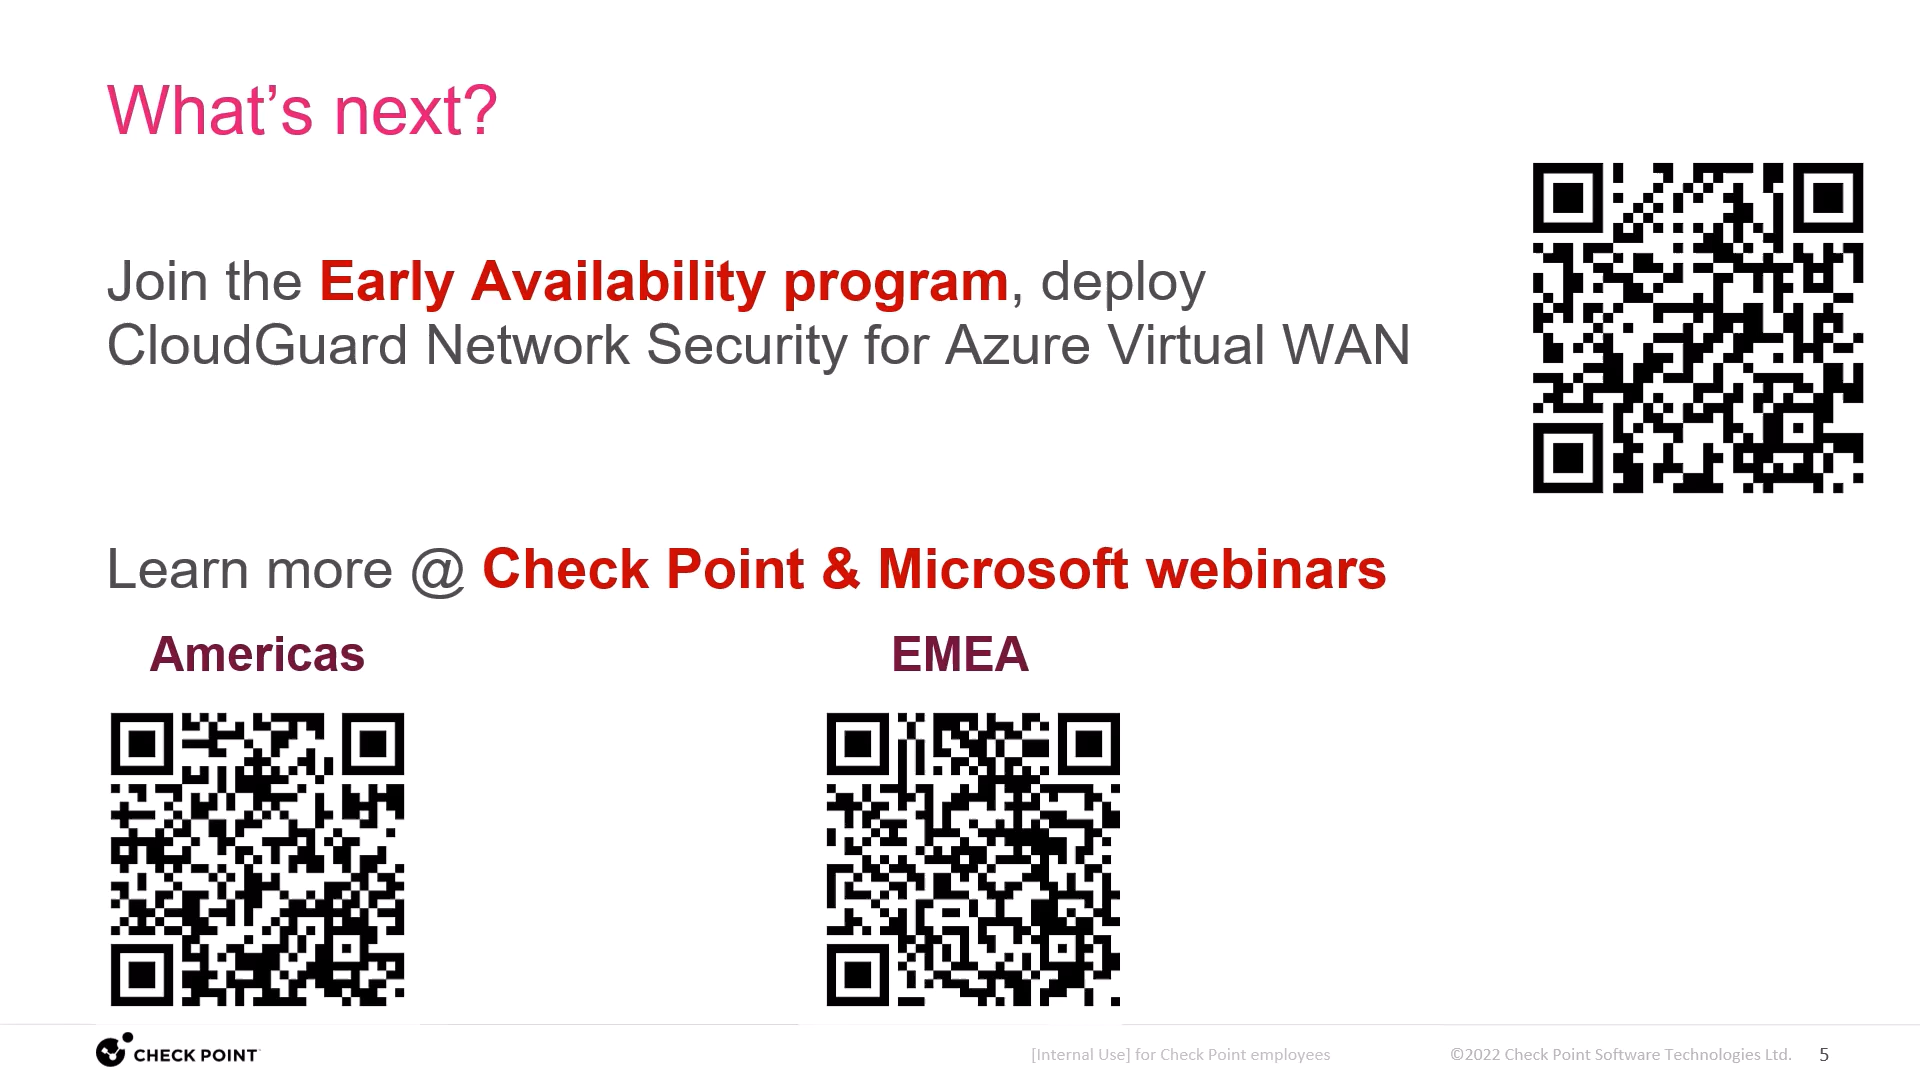 What’s next?
Join the Early Availability program, deploy
CloudGuard Network Security for Azure Virtual WAN
Learn more @ Check Point & Microsoft webinars
Americas
EMEA
CHECK POINT
[Internal Use] for Check Point employees
©2022 Check Point Software Technologies Ltd.
5